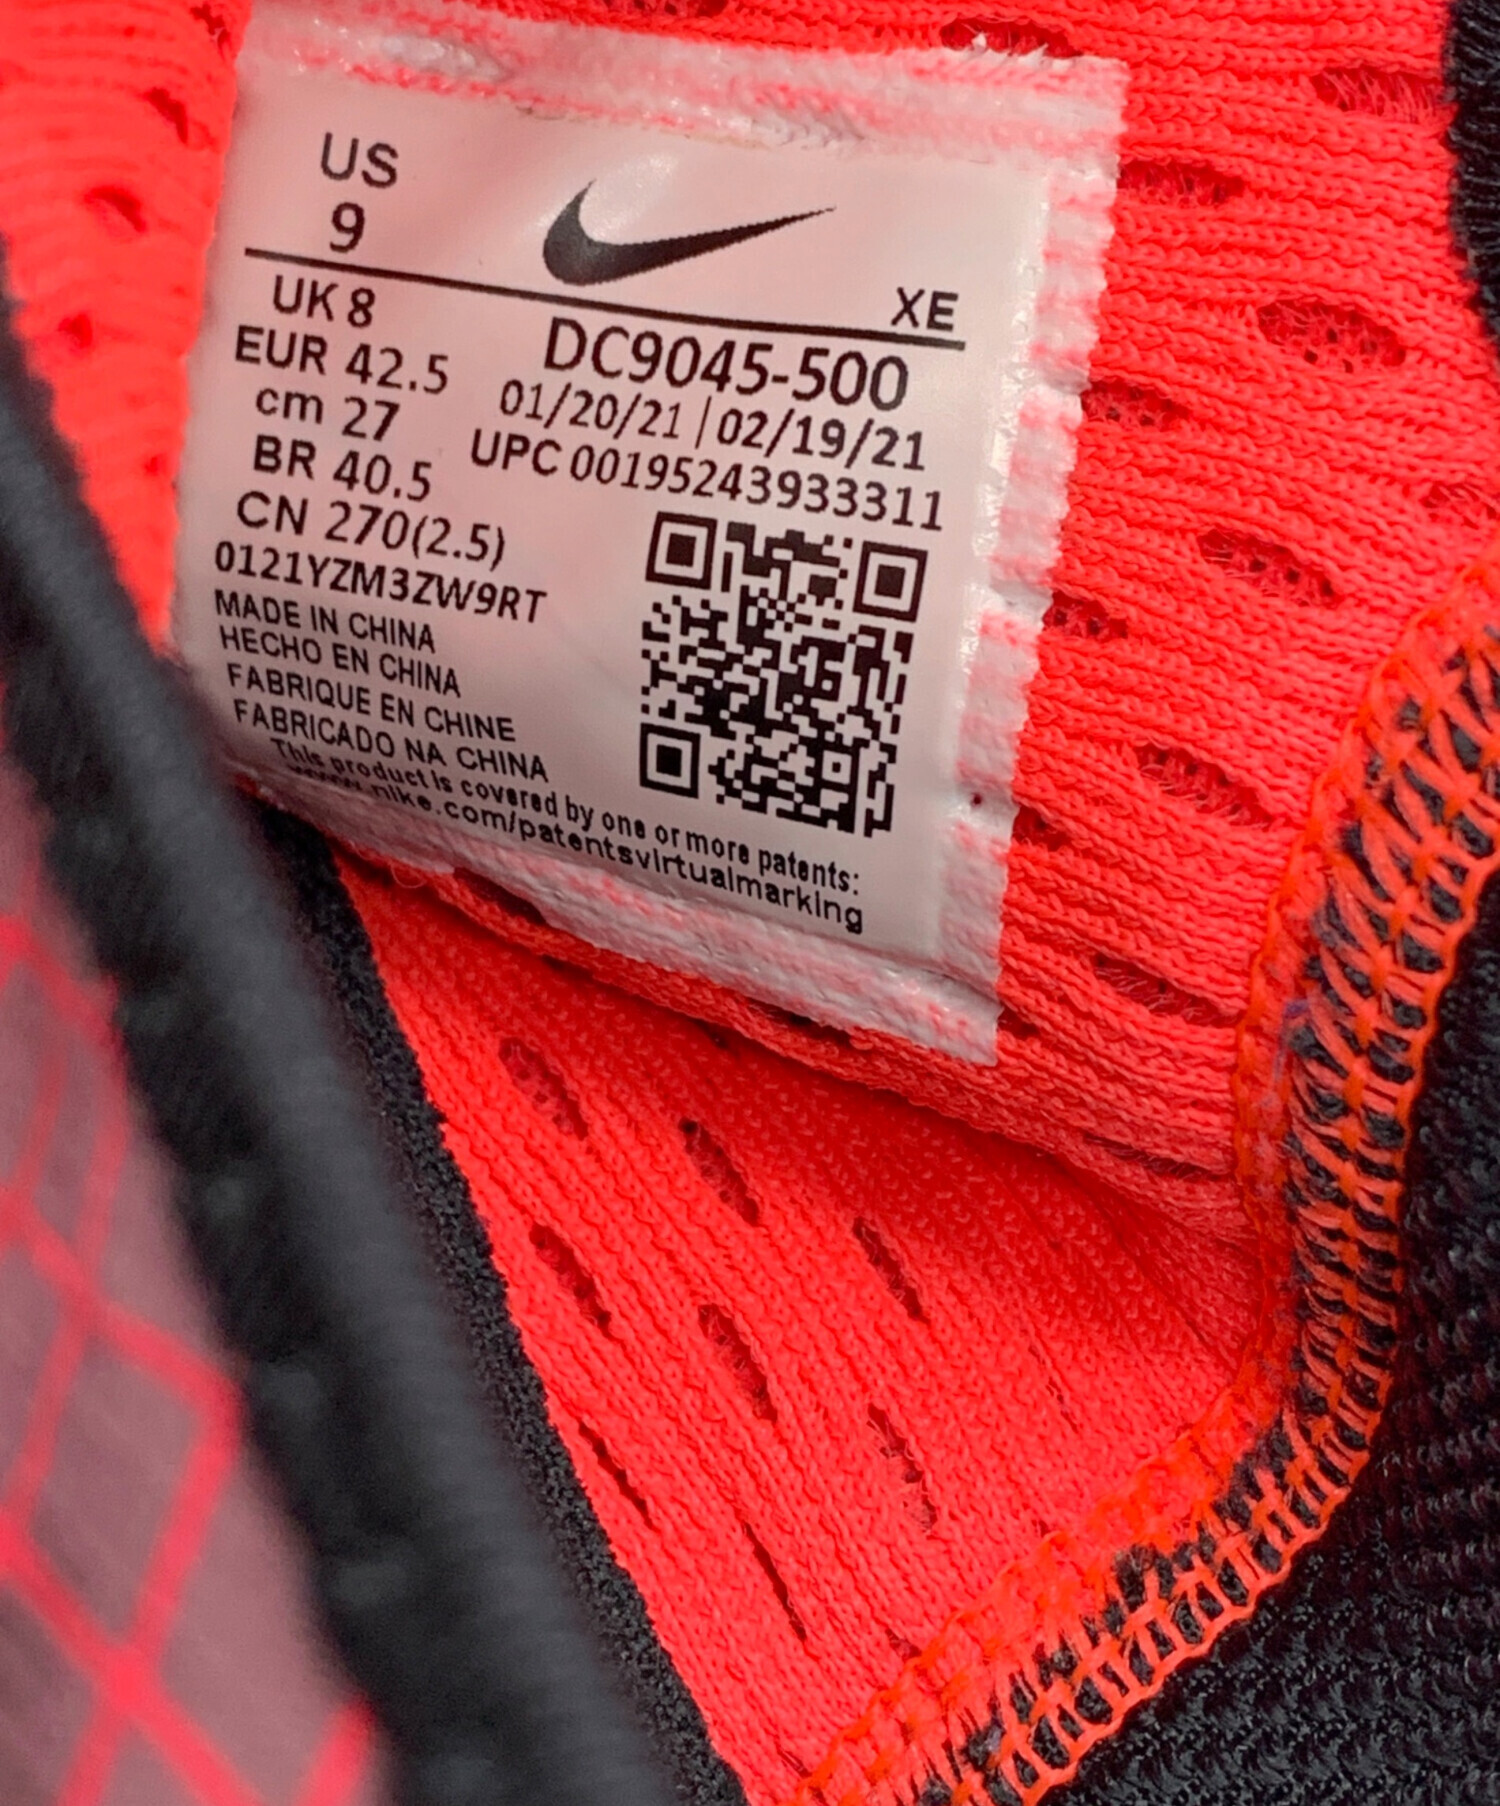 US
9
XE
UK 8
EUR 42.5
cm 27
BR 40.5
CN 270(2.5)
0121YZM3ZW9RT
MADE IN CHINA
HECHO EN CHINA
FABRIQUE EN CHINE
FABRICADO NA CHINA
DC9045-500
01/20/21 | 02/19/21
UPC 00195243933311
This product is covered by one or more patents:
www.nike.com/patentsvirtualmarking